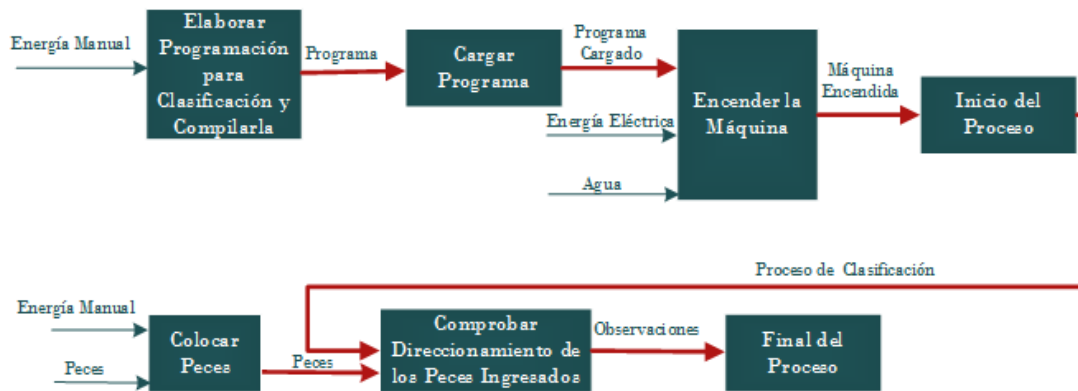 Energía Manual
Elaborar
Programación
para
Clasificación y
Compilarla
Programa
Cargar
Programa
Programa
Cargado
Energía Eléctrica
Agua
Encender la
Máquina
Máquina
Encendida
Inicio del
Proceso
Proceso de Clasificación
Energía Manual
Peces
Colocar
Peces
Peces
Comprobar
Direccionamiento de
los Peces Ingresados
Observaciones
Final del
Proceso